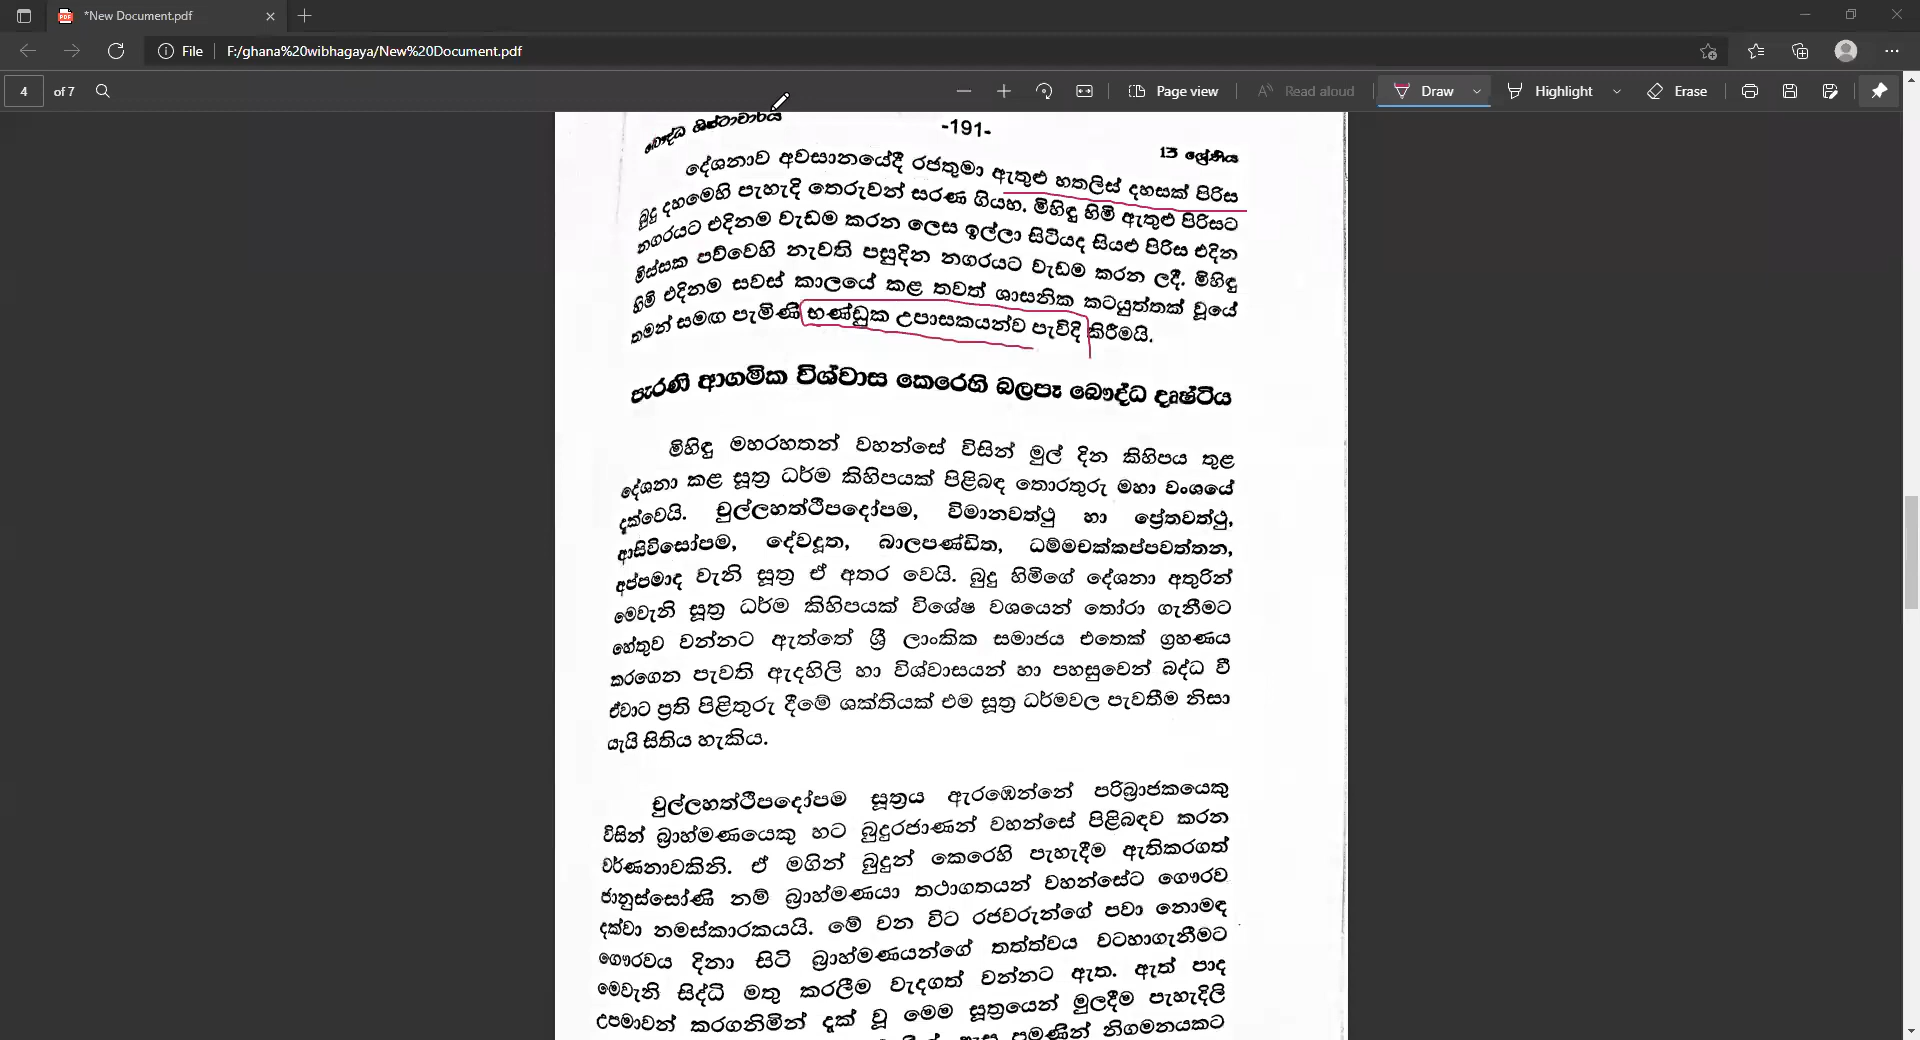 *New Document.pdf
File F:/ghana%20wibhagaya/New%20Document.pdf
4 of 7 Page view Read aloud Draw Highlight Erase
බෞද්ධ ශිෂ්ටාචාරය -191- 13 ශ්‍රේණිය
දේශනාව අවසානයේදී රජතුමා ඇතුළු හතලිස් දහසක් පිරිස
බුදු දහමෙහි පැහැදි තෙරුවන් සරණ ගියහ. මිහිඳු හිමි ඇතුළු පිරිසට
නගරයට එදිනම වැඩම කරන ලෙස ඉල්ලා සිටියද සියළු පිරිස එදින
මිස්සක පව්වෙහි නැවතී පසුදින නගරයට වැඩම කරන ලදී. මිහිඳු
හිමි එදිනම සවස් කාලයේ කළ තවත් ශාසනික කටයුත්තක් වූයේ
තමන් සමඟ පැමිණි භණ්ඩුක උපාසකයන්ව පැවිදි කිරීමයි.
පැරණි ආගමික විශ්වාස කෙරෙහි බලපෑ බෞද්ධ දෘෂ්ටිය
මිහිඳු මහරහතන් වහන්සේ විසින් මුල් දින කිහිපය තුළ
දේශනා කළ සූත්‍ර ධර්ම කිහිපයක් පිළිබඳ තොරතුරු මහා වංශයේ
දැක්වෙයි. චුල්ලහත්ථිපදෝපම, විමානවත්ථු හා ප්‍රේතවත්ථු,
ආසිවිසෝපම, දේවදූත, බාලපණ්ඩිත, ධම්මචක්කප්පවත්තන,
අප්පමාද වැනි සූත්‍ර ඒ අතර වෙයි. බුදු හිමිගේ දේශනා අතුරින්
මෙවැනි සූත්‍ර ධර්ම කිහිපයක් විශේෂ වශයෙන් තෝරා ගැනීමට
හේතුව වන්නට ඇත්තේ ශ්‍රී ලාංකික සමාජය එතෙක් ග්‍රහණය
කරගෙන පැවති ඇදහිලි හා විශ්වාසයන් හා පහසුවෙන් බද්ධ වී
ඒවාට ප්‍රති පිළිතුරු දීමේ ශක්තියක් එම සූත්‍ර ධර්මවල පැවතීම නිසා
යැයි සිතිය හැකිය.
චුල්ලහත්ථිපදෝපම සූත්‍රය ඇරඹෙන්නේ පරිබ්‍රාජකයෙකු
විසින් බ්‍රාහ්මණයෙකු හට බුදුරජාණන් වහන්සේ පිළිබඳව කරන
වර්ණනාවකිනි. ඒ මගින් බුදුන් කෙරෙහි පැහැදීම ඇතිකරගත්
ජානුස්සෝණි නම් බ්‍රාහ්මණයා තථාගතයන් වහන්සේට ගෞරව
දක්වා නමස්කාරකයයි. මේ වන විට රජවරුන්ගේ පවා නොමඳ
ගෞරවය දිනා සිටි බ්‍රාහ්මණයන්ගේ තත්ත්වය වටහාගැනීමට
මෙවැනි සිද්ධි මතු කරලීම වැදගත් වන්නට ඇත. ඇත් පාද
උපමාවන් කරගනිමින් දැක් වූ මෙම සූත්‍රයෙන් මුලදීම පැහැදිලි
ඇස පමණින් නිගමනයකට